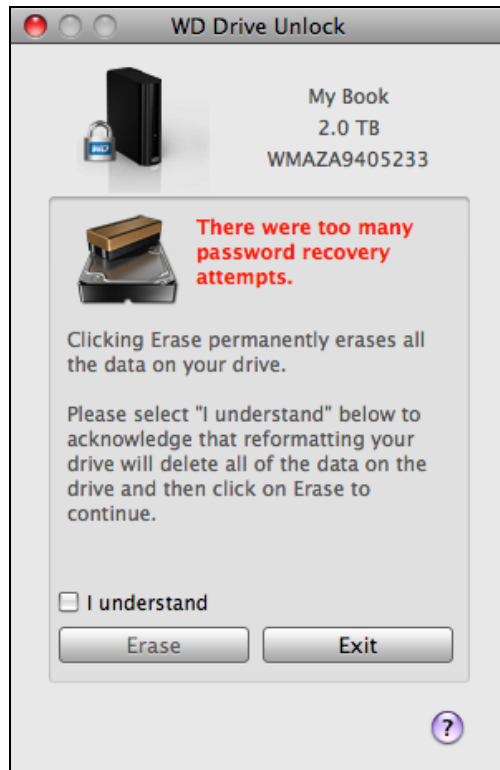 WD Drive Unlock
My Book
2.0 TB
WMAZA9405233
WD
There were too many
password recovery
attempts.
Clicking Erase permanently erases all
the data on your drive.
Please select "I understand" below to
acknowledge that reformatting your
drive will delete all of the data on the
drive and then click on Erase to
continue.
I understand
Erase
Exit
?